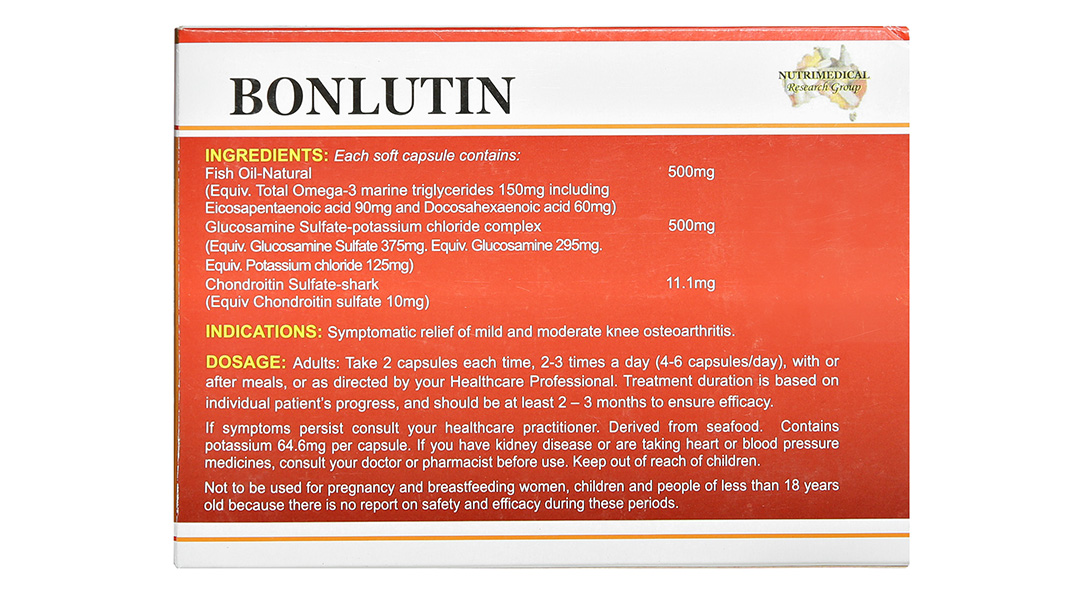 BONLUTIN
NUTRIMEDICAL
Research Group
INGREDIENTS: Each soft capsule contains:
Fish Oil-Natural 500mg
(Equiv. Total Omega-3 marine triglycerides 150mg including
Eicosapentaenoic acid 90mg and Docosahexaenoic acid 60mg)
Glucosamine Sulfate-potassium chloride complex 500mg
(Equiv. Glucosamine Sulfate 375mg. Equiv. Glucosamine 295mg.
Equiv. Potassium chloride 125mg)
Chondroitin Sulfate-shark 11.1mg
(Equiv Chondroitin sulfate 10mg)
INDICATIONS: Symptomatic relief of mild and moderate knee osteoarthritis.
DOSAGE: Adults: Take 2 capsules each time, 2-3 times a day (4-6 capsules/day), with or
after meals, or as directed by your Healthcare Professional. Treatment duration is based on
individual patient's progress, and should be at least 2 – 3 months to ensure efficacy.
If symptoms persist consult your healthcare practitioner. Derived from seafood. Contains
potassium 64.6mg per capsule. If you have kidney disease or are taking heart or blood pressure
medicines, consult your doctor or pharmacist before use. Keep out of reach of children.
Not to be used for pregnancy and breastfeeding women, children and people of less than 18 years
old because there is no report on safety and efficacy during these periods.